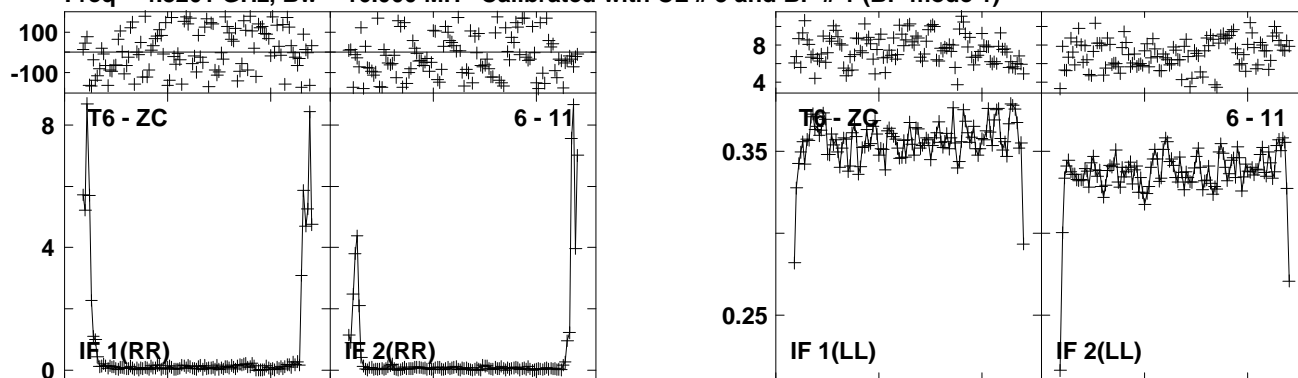 100
-100
8
4
8
4
0
T6 - ZC
6 - 11
IF 1(RR)
IF 2(RR)
0.35
0.25
T6 - ZC
6 - 11
IF 1(LL)
IF 2(LL)